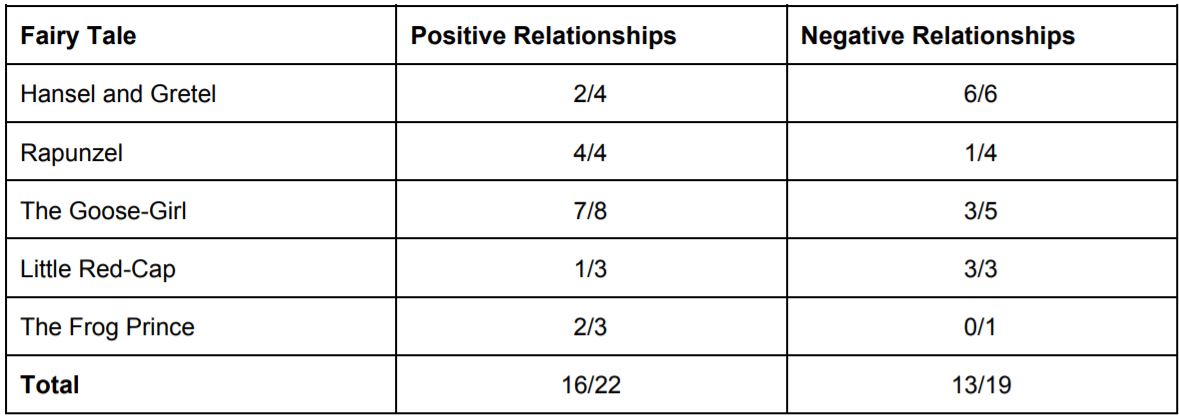 Fairy Tale Positive Relationships Negative Relationships
Hansel and Gretel 2/4 6/6
Rapunzel 4/4 1/4
The Goose-Girl 7/8 3/5
Little Red-Cap 1/3 3/3
The Frog Prince 2/3 0/1
Total 16/22 13/19